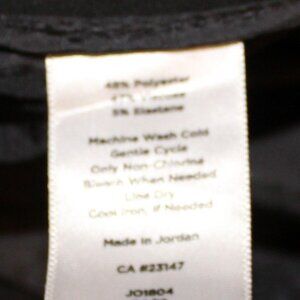 48% Polyester
47% Viscose
5% Elastane
Machine Wash Cold
Gentle Cycle
Only Non-Chlorine
Bleach When Needed
Line Dry
Cool Iron, If Needed
Made in Jordan
CA #23147
JO1804